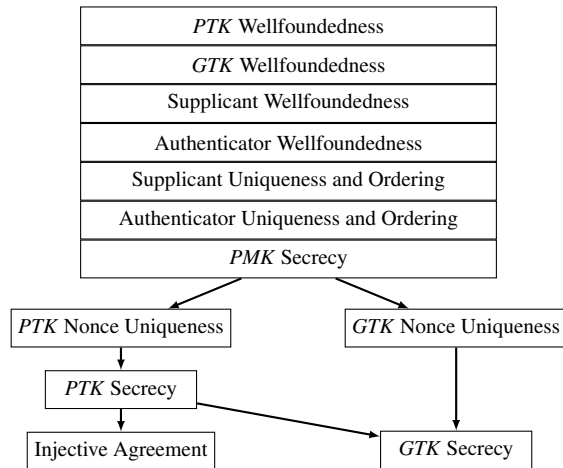 PTK Wellfoundedness
GTK Wellfoundedness
Supplicant Wellfoundedness
Authenticator Wellfoundedness
Supplicant Uniqueness and Ordering
Authenticator Uniqueness and Ordering
PMK Secrecy
PTK Nonce Uniqueness
GTK Nonce Uniqueness
PTK Secrecy
Injective Agreement
GTK Secrecy